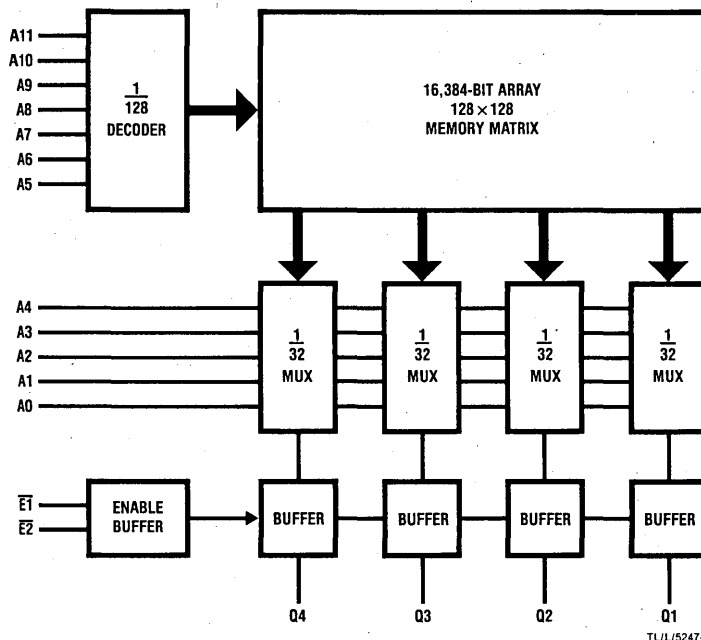 A11
A10
A9
A8
A7
A6
A5
1
128
DECODER
16,384-BIT ARRAY
128 × 128
MEMORY MATRIX
A4
A3
A2
A1
A0
1
32
MUX
1
32
MUX
1
32
MUX
1
32
MUX
E1
E2
ENABLE
BUFFER
BUFFER
BUFFER
BUFFER
BUFFER
Q4
Q3
Q2
Q1
TL/L/5247-